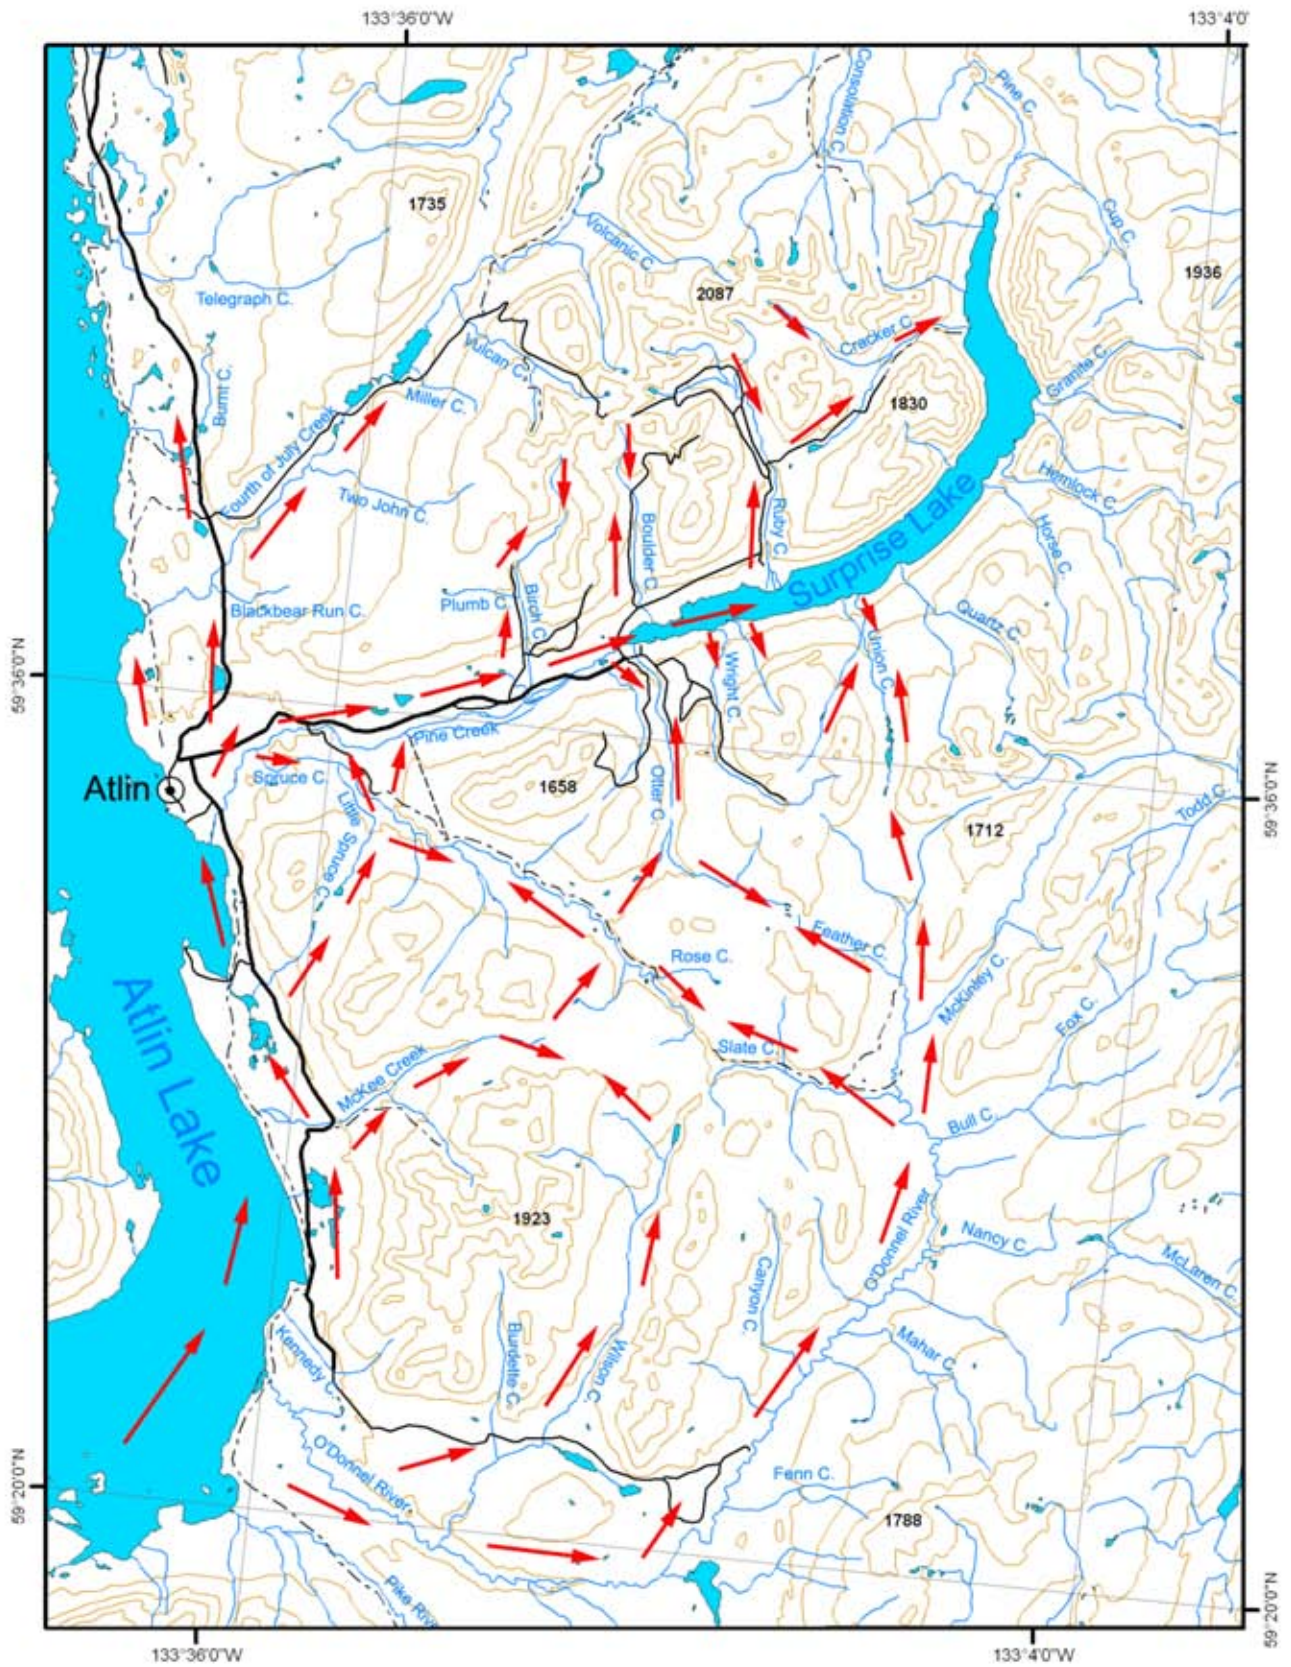 133°36'0"W
133°4'0'
Consolation C.
Pine C.
1735
Volcanic C.
Cup C.
1936
2087
Telegraph C.
Cracker C.
Vulcan C.
Granite C.
Burnt C.
Miller C.
1830
Fourth of July Creek
Two John C.
Hemlock C.
Boulder C.
Ruby C.
Surprise Lake
Horse C.
Blackbear Run C.
Plumb C.
Birch C.
Quartz C.
Union C.
59°36'0"N
Wright C.
Pine Creek
Atlin
Spruce C.
1658
Otter C.
59°36'0"N
Todd C.
Little Spruce C.
1712
Feather C.
Rose C.
McKinley C.
Atlin Lake
Fox C.
Slate C.
McKee Creek
Bull C.
1923
O'Donnel River
Nancy C.
McLaren C.
Canyon C.
Kennedy C.
Burdette C.
Wilson C.
Mahar C.
O'Donnel River
Fenn C.
59°20'0"N
1788
Pike Rive
59°20'0"N
133°36'0"W
133°4'0"W